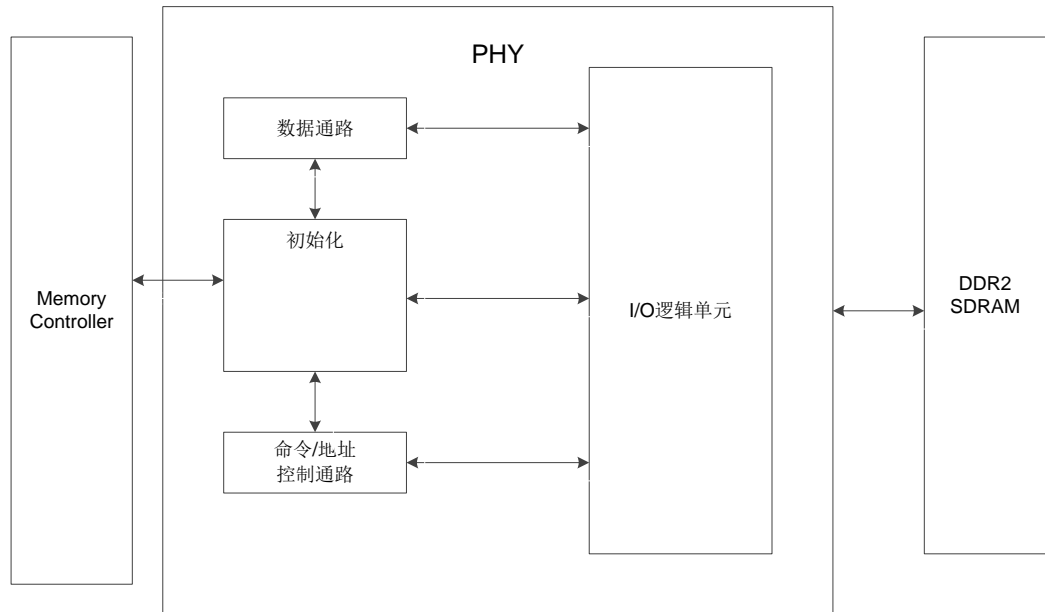 PHY
数据通路
初始化
Memory
Controller
I/O逻辑单元
DDR2
SDRAM
命令/地址
控制通路